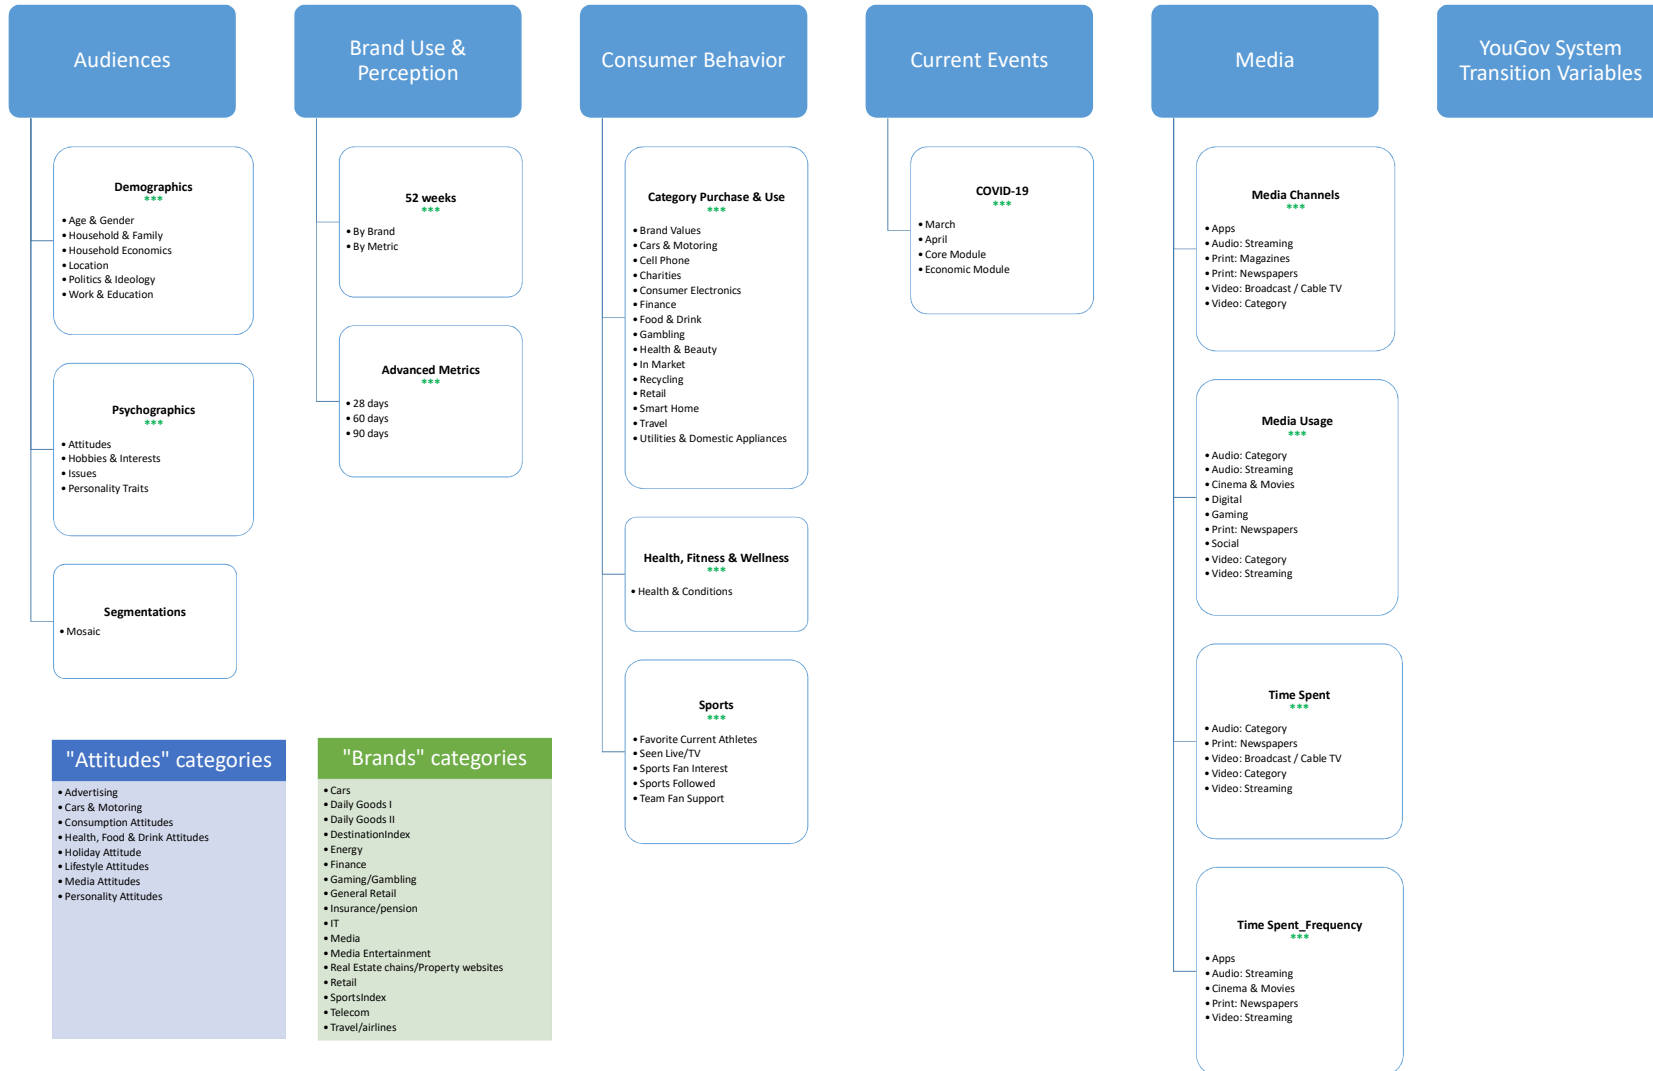 Audiences
Demographics
***
• Age & Gender
• Household & Family
• Household Economics
• Location
• Politics & Ideology
• Work & Education
Psychographics
***
• Attitudes
• Hobbies & Interests
• Issues
• Personality Traits
Segmentations
• Mosaic
Brand Use &
Perception
52 weeks
***
• By Brand
• By Metric
Advanced Metrics
***
• 28 days
• 60 days
• 90 days
Consumer Behavior
Category Purchase & Use
***
• Brand Values
• Cars & Motoring
• Cell Phone
• Charities
• Consumer Electronics
• Finance
• Food & Drink
• Gambling
• Health & Beauty
• In Market
• Recycling
• Retail
• Smart Home
• Travel
• Utilities & Domestic Appliances
Health, Fitness & Wellness
***
• Health & Conditions
Sports
***
• Favorite Current Athletes
• Seen Live/TV
• Sports Fan Interest
• Sports Followed
• Team Fan Support
Current Events
COVID-19
***
• March
• April
• Core Module
• Economic Module
Media
Media Channels
***
• Apps
• Audio: Streaming
• Print: Magazines
• Print: Newspapers
• Video: Broadcast / Cable TV
• Video: Category
Media Usage
***
• Audio: Category
• Audio: Streaming
• Cinema & Movies
• Digital
• Gaming
• Print: Newspapers
• Social
• Video: Category
• Video: Streaming
Time Spent
***
• Audio: Category
• Print: Newspapers
• Video: Broadcast / Cable TV
• Video: Category
• Video: Streaming
Time Spent_Frequency
***
• Apps
• Audio: Streaming
• Cinema & Movies
• Print: Newspapers
• Video: Streaming
YouGov System
Transition Variables
"Attitudes" categories
• Advertising
• Cars & Motoring
• Consumption Attitudes
• Health, Food & Drink Attitudes
• Holiday Attitude
• Lifestyle Attitudes
• Media Attitudes
• Personality Attitudes
"Brands" categories
• Cars
• Daily Goods I
• Daily Goods II
• DestinationIndex
• Energy
• Finance
• Gaming/Gambling
• General Retail
• Insurance/pension
• IT
• Media
• Media Entertainment
• Real Estate chains/Property websites
• Retail
• SportsIndex
• Telecom
• Travel/airlines